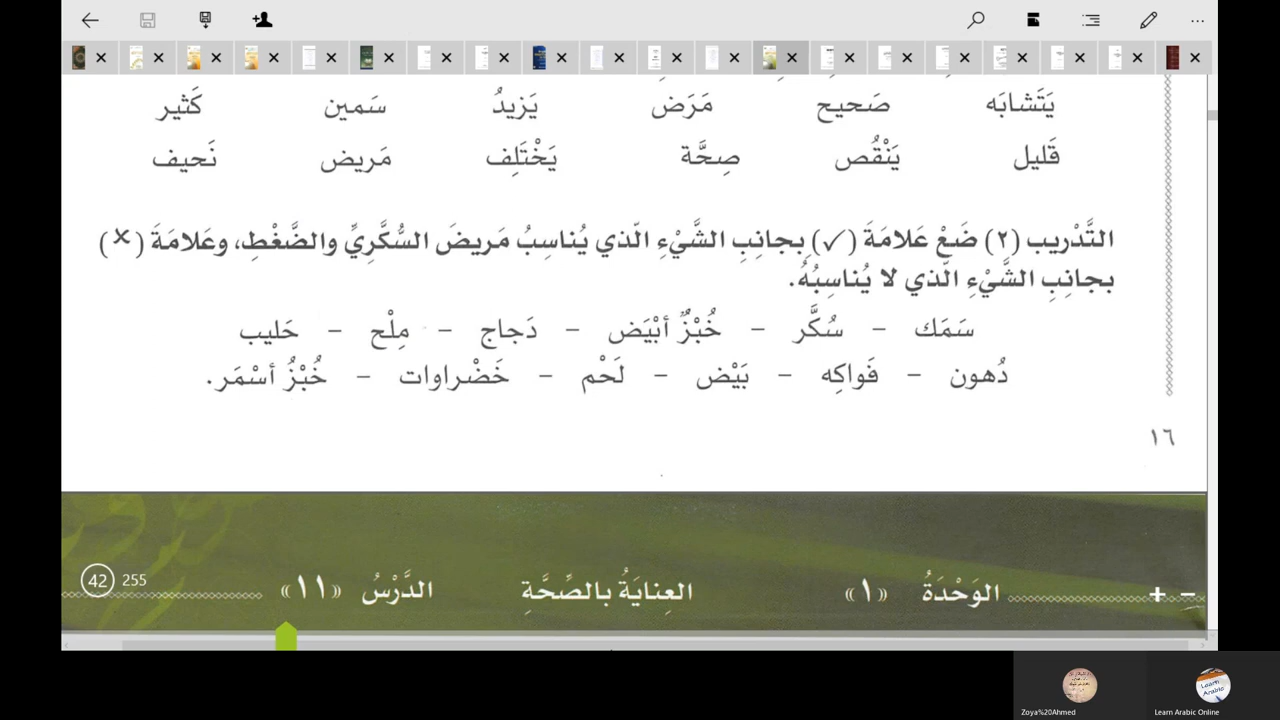 يَتَشابَه صَحيح مَرَض يَزيدُ سَمين كَثير
قَليل يَنْقُص صِحَّة يَخْتَلِف مَريض نَحيف
التَّدْريب (٢) ضَعْ عَلامَةَ (✓) بِجانِبِ الشَّيْءِ الّذي يُناسِبُ مَريضَ السُّكَّريِّ والضَّغْطِ، وعَلامَةَ (✗)
بجانِبِ الشَّيْءِ الّذي لا يُناسِبُهُ.
سَمَك – سُكَّر – خُبْزٌ أبْيَض – دَجاج – مِلْح – حَليب
دُهون – فَواكِه – بَيْض – لَحْم – خَضْراوات – خُبْزٌ أسْمَر.
١٦
الوَحْدَةُ «١» العِنايَةُ بالصِّحَّةِ الدَّرْسُ «١١»
42 255
Zoya%20Ahmed
Learn Arabic Online